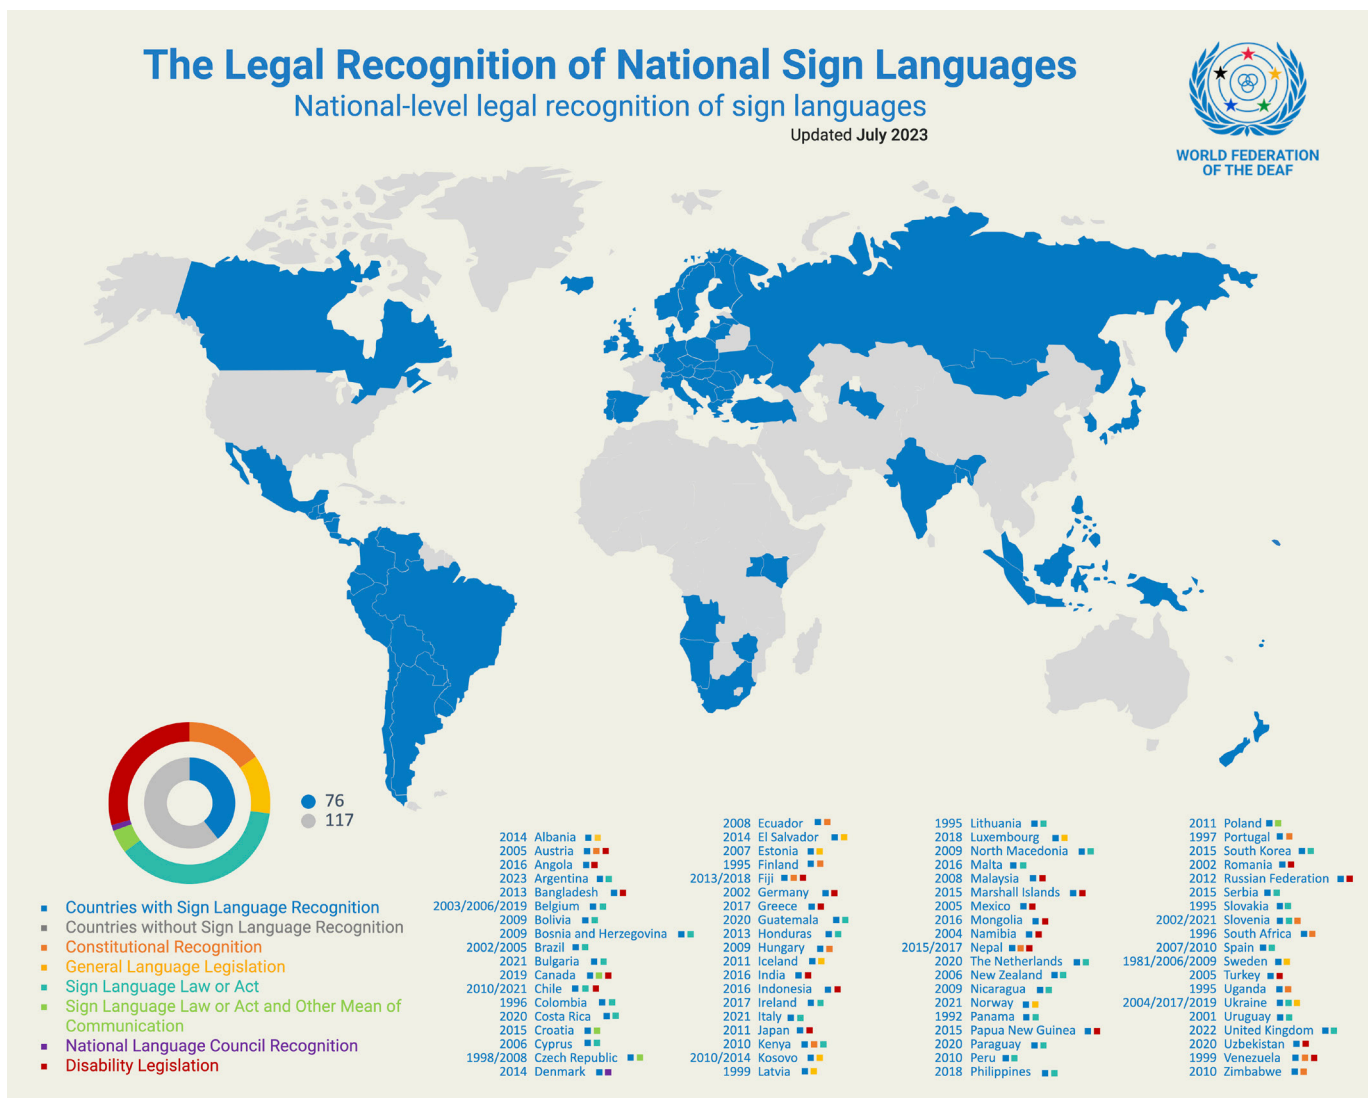 The Legal Recognition of National Sign Languages
National-level legal recognition of sign languages
Updated July 2023
WORLD FEDERATION
OF THE DEAF
76
117
Countries with Sign Language Recognition
Countries without Sign Language Recognition
Constitutional Recognition
General Language Legislation
Sign Language Law or Act
Sign Language Law or Act and Other Mean of
Communication
National Language Council Recognition
Disability Legislation
2014 Albania
2005 Austria
2016 Angola
2023 Argentina
2013 Bangladesh
2003/2006/2019 Belgium
2009 Bolivia
2009 Bosnia and Herzegovina
2002/2005 Brazil
2021 Bulgaria
2019 Canada
2010/2021 Chile
1996 Colombia
2020 Costa Rica
2015 Croatia
2006 Cyprus
1998/2008 Czech Republic
2014 Denmark
2008 Ecuador
2014 El Salvador
2007 Estonia
1995 Finland
2013/2018 Fiji
2002 Germany
2017 Greece
2020 Guatemala
2013 Honduras
2009 Hungary
2011 Iceland
2016 India
2016 Indonesia
2017 Ireland
2021 Italy
2011 Japan
2010 Kenya
2010/2014 Kosovo
1999 Latvia
1995 Lithuania
2018 Luxembourg
2009 North Macedonia
2016 Malta
2008 Malaysia
2015 Marshall Islands
2005 Mexico
2016 Mongolia
2004 Namibia
2015/2017 Nepal
2020 The Netherlands
2006 New Zealand
2009 Nicaragua
2021 Norway
1992 Panama
2015 Papua New Guinea
2020 Paraguay
2010 Peru
2018 Philippines
2011 Poland
1997 Portugal
2015 South Korea
2002 Romania
2012 Russian Federation
2015 Serbia
1995 Slovakia
2002/2021 Slovenia
1996 South Africa
2007/2010 Spain
1981/2006/2009 Sweden
2005 Turkey
1995 Uganda
2004/2017/2019 Ukraine
2001 Uruguay
2022 United Kingdom
2020 Uzbekistan
1999 Venezuela
2010 Zimbabwe